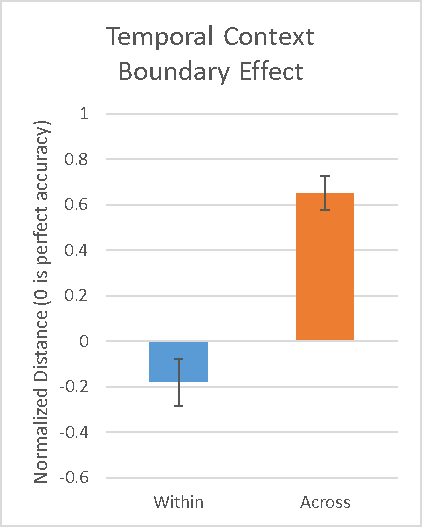 Temporal Context
Boundary Effect
Normalized Distance (0 is perfect accuracy)
1
0.8
0.6
0.4
0.2
0
-0.2
-0.4
-0.6
Within
Across